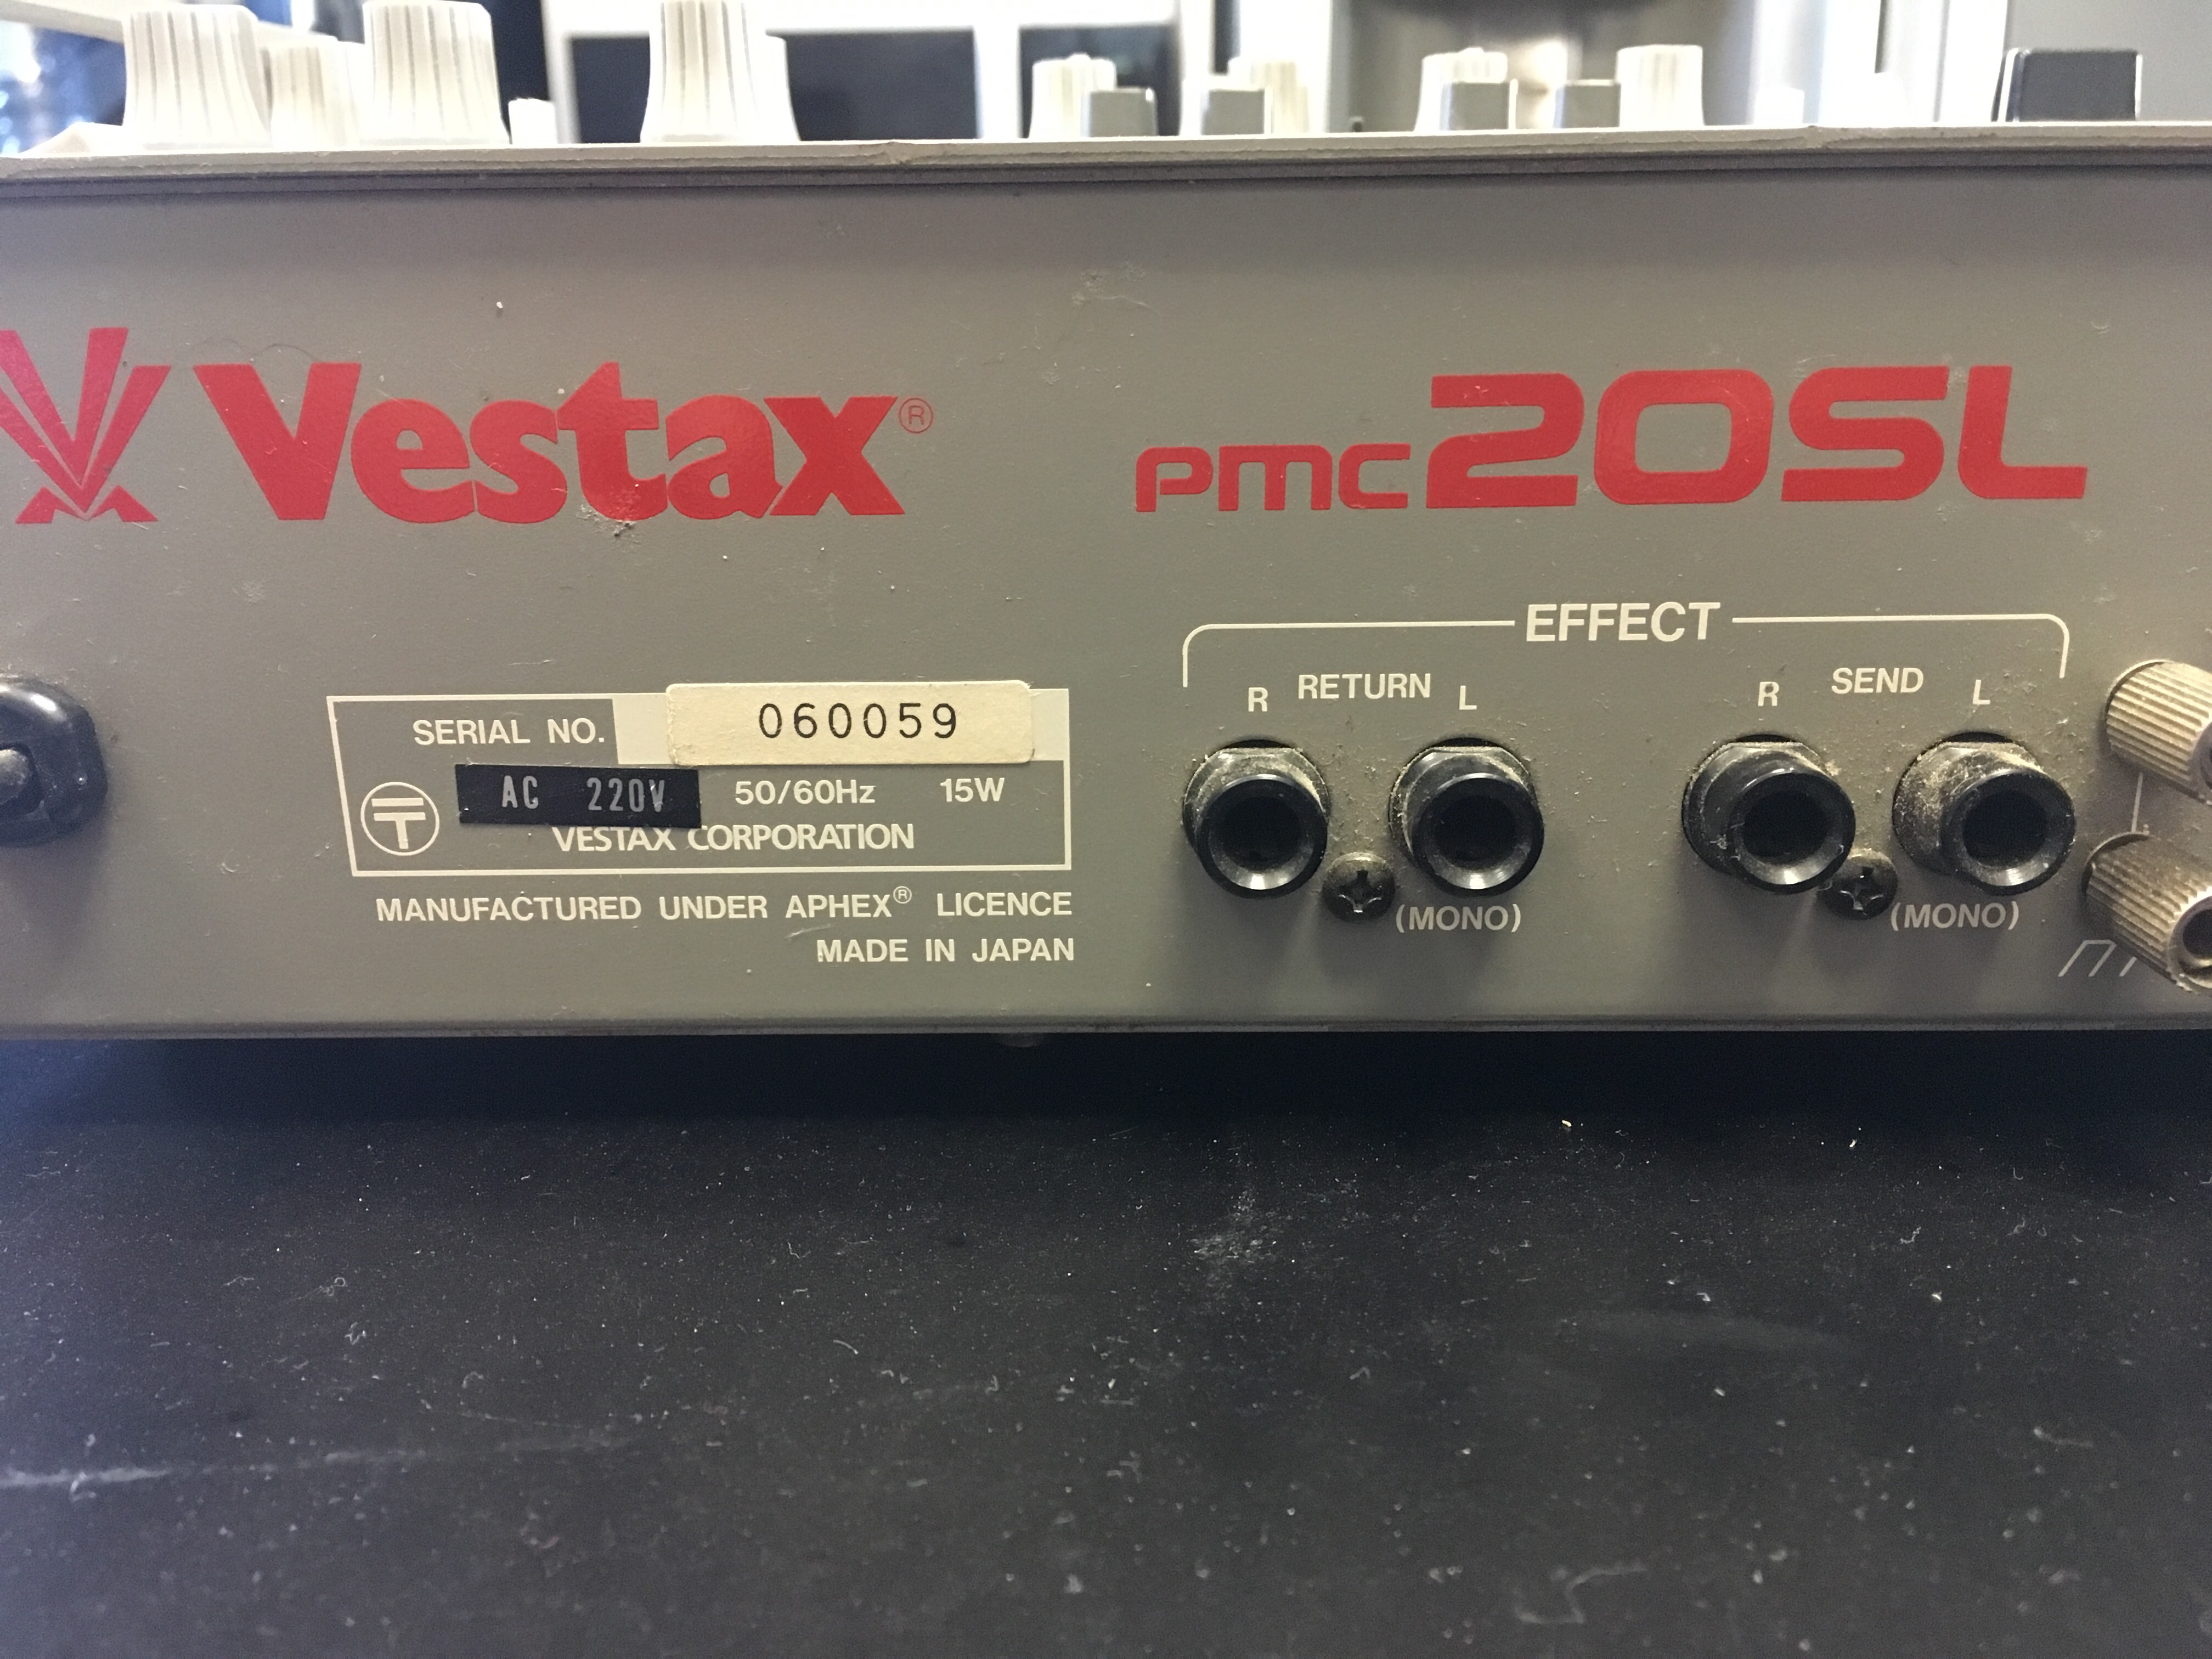 Vestax®
PMC20SL
EFFECT
R RETURN L
R SEND L
(MONO)
(MONO)
SERIAL NO. 060059
AC 220V 50/60Hz 15W
VESTAX CORPORATION
MANUFACTURED UNDER APHEX® LICENCE
MADE IN JAPAN